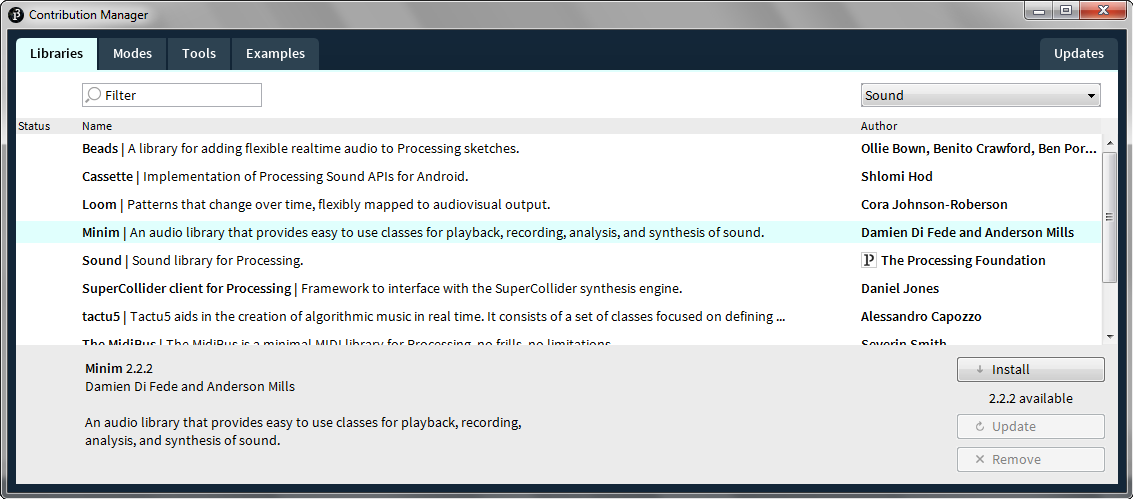 Contribution Manager
Libraries Modes Tools Examples Updates
Filter Sound
Status Name Author
Beads | A library for adding flexible realtime audio to Processing sketches. Ollie Bown, Benito Crawford, Ben Por...
Cassette | Implementation of Processing Sound APIs for Android. Shlomi Hod
Loom | Patterns that change over time, flexibly mapped to audiovisual output. Cora Johnson-Roberson
Minim | An audio library that provides easy to use classes for playback, recording, analysis, and synthesis of sound. Damien Di Fede and Anderson Mills
Sound | Sound library for Processing. The Processing Foundation
SuperCollider client for Processing | Framework to interface with the SuperCollider synthesis engine. Daniel Jones
tactu5 | Tactu5 aids in the creation of algorithmic music in real time. It consists of a set of classes focused on defining ... Alessandro Capozzo
The MidiBus | The MidiBus is a minimal MIDI library for Processing, no frills, no limitations. Severin Smith
Minim 2.2.2
Damien Di Fede and Anderson Mills
An audio library that provides easy to use classes for playback, recording,
analysis, and synthesis of sound.
Install
2.2.2 available
Update
Remove